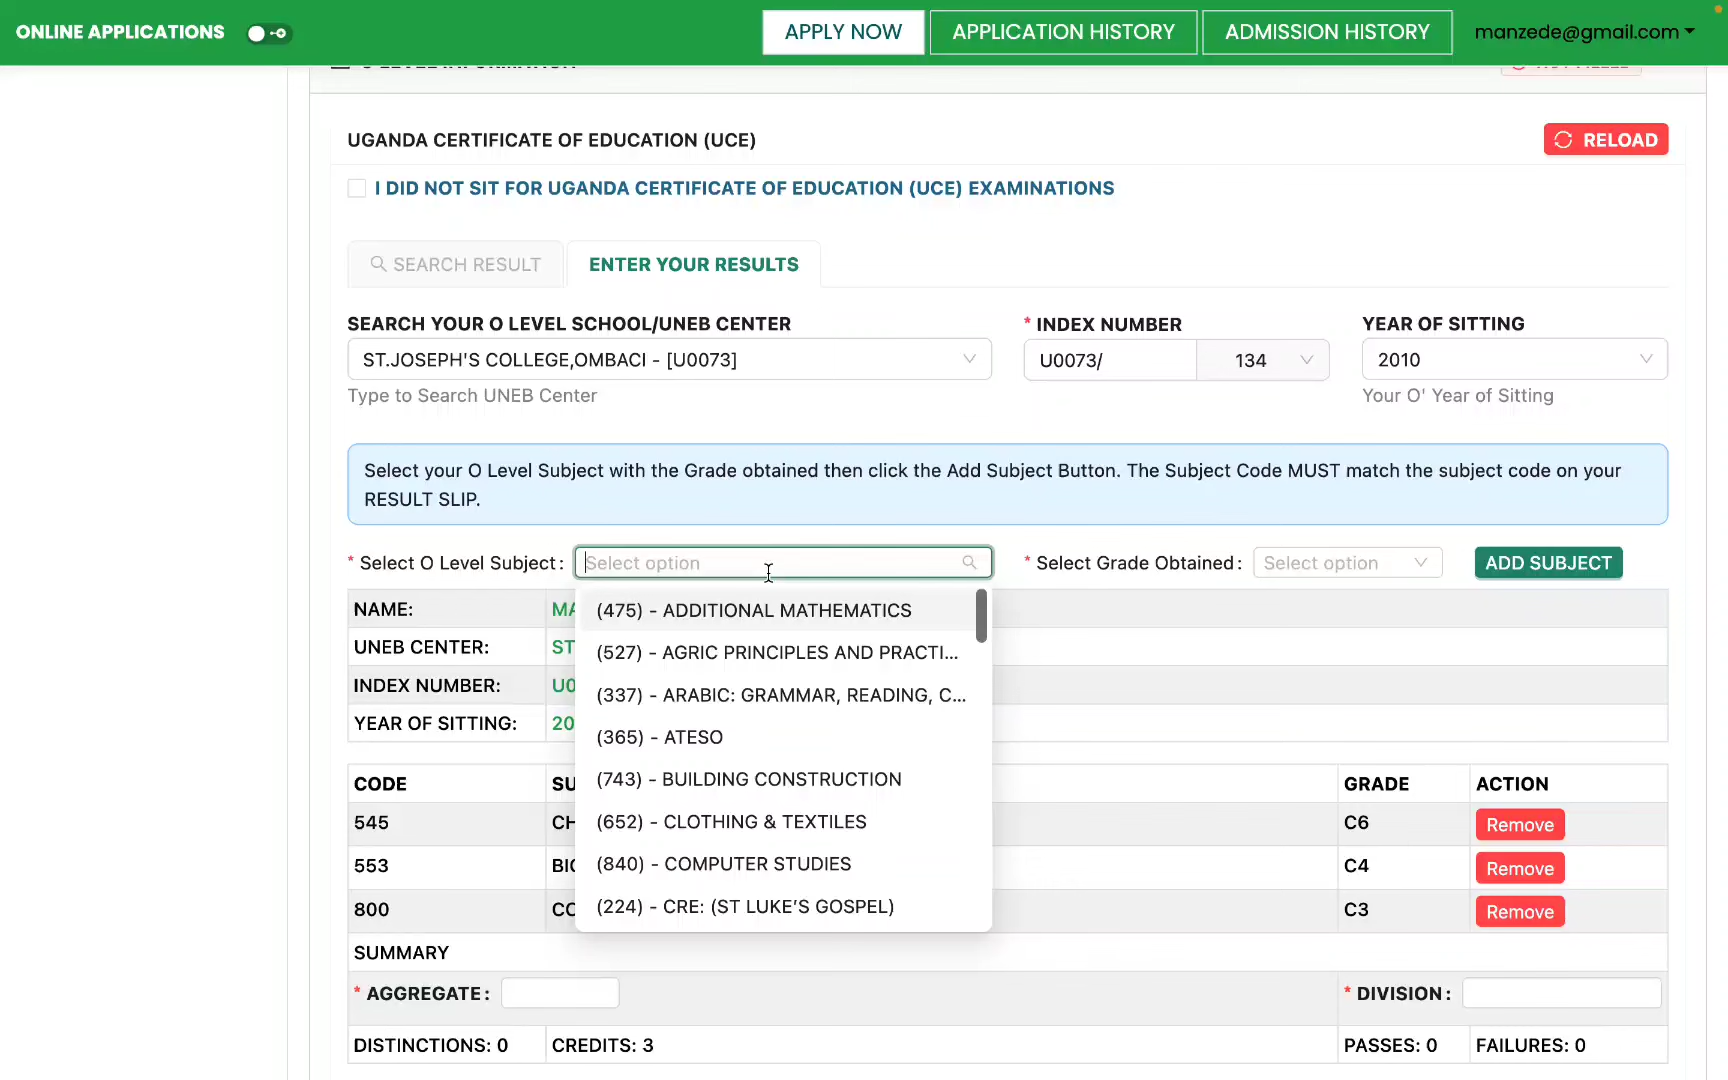 ONLINE APPLICATIONS
APPLY NOW
APPLICATION HISTORY
ADMISSION HISTORY
manzede@gmail.com
UGANDA CERTIFICATE OF EDUCATION (UCE)
RELOAD
I DID NOT SIT FOR UGANDA CERTIFICATE OF EDUCATION (UCE) EXAMINATIONS
SEARCH RESULT
ENTER YOUR RESULTS
SEARCH YOUR O LEVEL SCHOOL/UNEB CENTER
* INDEX NUMBER
YEAR OF SITTING
ST.JOSEPH'S COLLEGE,OMBACI - [U0073]
U0073/
134
2010
Type to Search UNEB Center
Your O' Year of Sitting
Select your O Level Subject with the Grade obtained then click the Add Subject Button. The Subject Code MUST match the subject code on your
RESULT SLIP.
* Select O Level Subject :
Select option
* Select Grade Obtained :
Select option
ADD SUBJECT
(475) - ADDITIONAL MATHEMATICS
(527) - AGRIC PRINCIPLES AND PRACTI...
(337) - ARABIC: GRAMMAR, READING, C...
(365) - ATESO
(743) - BUILDING CONSTRUCTION
(652) - CLOTHING & TEXTILES
(840) - COMPUTER STUDIES
(224) - CRE: (ST LUKE'S GOSPEL)
NAME:
UNEB CENTER:
INDEX NUMBER:
YEAR OF SITTING:
CODE
GRADE
ACTION
545
C6
Remove
553
C4
Remove
800
C3
Remove
SUMMARY
* AGGREGATE :
* DIVISION :
DISTINCTIONS: 0
CREDITS: 3
PASSES: 0
FAILURES: 0